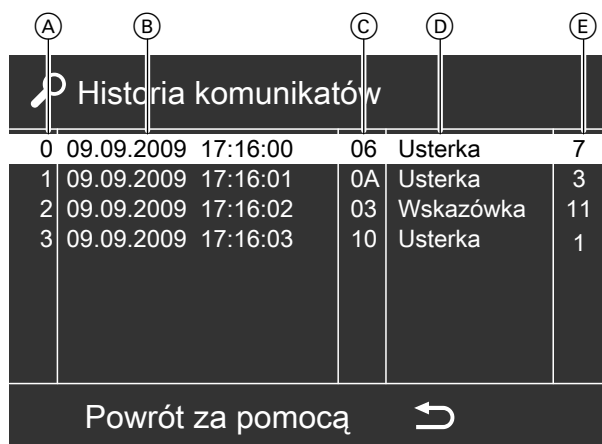 A B C D E
Historia komunikatów
0 09.09.2009 17:16:00 06 Usterka 7
1 09.09.2009 17:16:01 0A Usterka 3
2 09.09.2009 17:16:02 03 Wskazówka 11
3 09.09.2009 17:16:03 10 Usterka 1
Powrót za pomocą